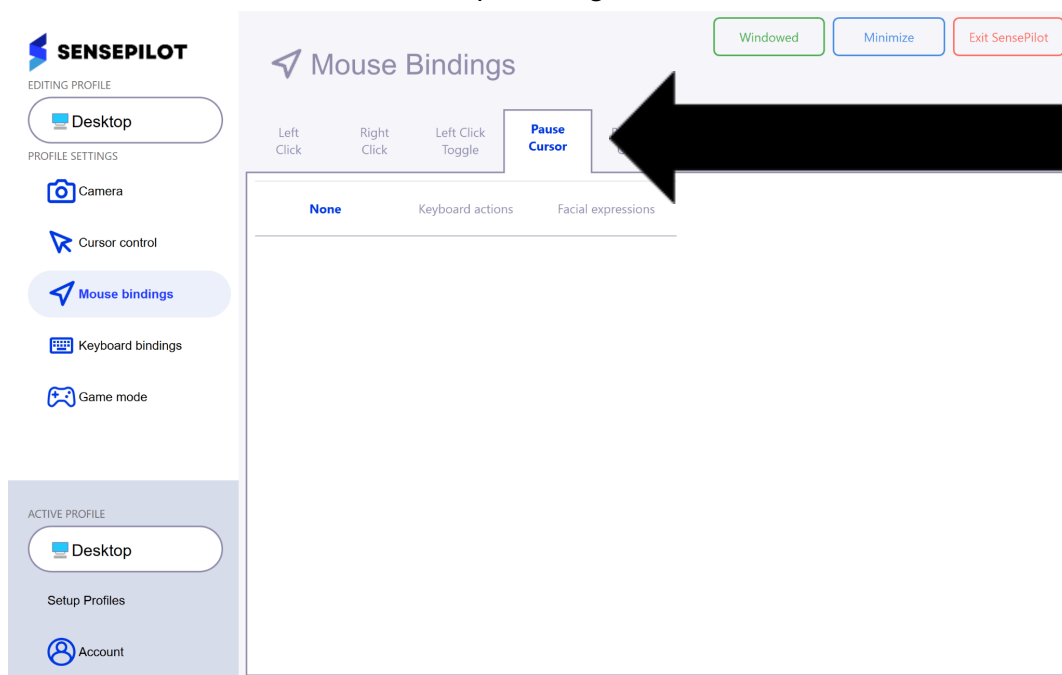 SENSEPILOT
EDITING PROFILE
Desktop
PROFILE SETTINGS
Camera
Cursor control
Mouse bindings
Keyboard bindings
Game mode
ACTIVE PROFILE
Desktop
Setup Profiles
Account
Windowed Minimize Exit SensePilot
Mouse Bindings
Left Click
Right Click
Left Click Toggle
Pause Cursor
None Keyboard actions Facial expressions